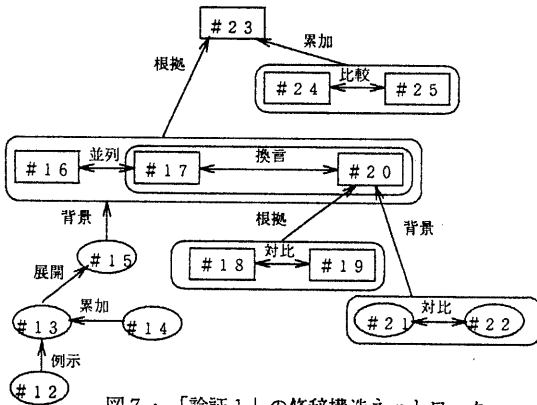 #23
根拠
累加
#24
比較
#25
#16
並列
#17
換言
#20
背景
根拠
背景
#15
展開
#18
対比
#19
#13
累加
#14
#21
対比
#22
例示
#12
図7:「論証1」の修辞構造ネットワーク